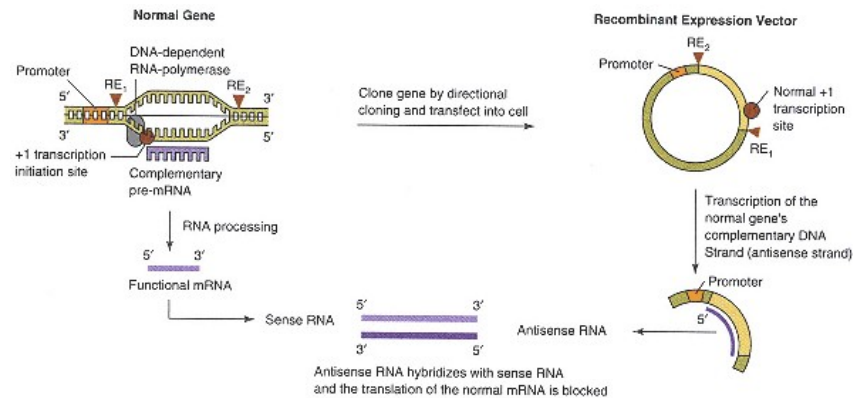 Normal Gene
DNA-dependent
RNA-polymerase
Promoter
RE1
RE2
5′
3′
3′
5′
+1 transcription
initiation site
Complementary
pre-mRNA
RNA processing
5′
3′
Functional mRNA
Clone gene by directional
cloning and transfect into cell
Recombinant Expression Vector
RE2
Promoter
Normal +1
transcription
site
RE1
Transcription of the
normal gene's
complementary DNA
Strand (antisense strand)
Promoter
5′
Antisense RNA
Sense RNA
5′
3′
3′
5′
Antisense RNA hybridizes with sense RNA
and the translation of the normal mRNA is blocked